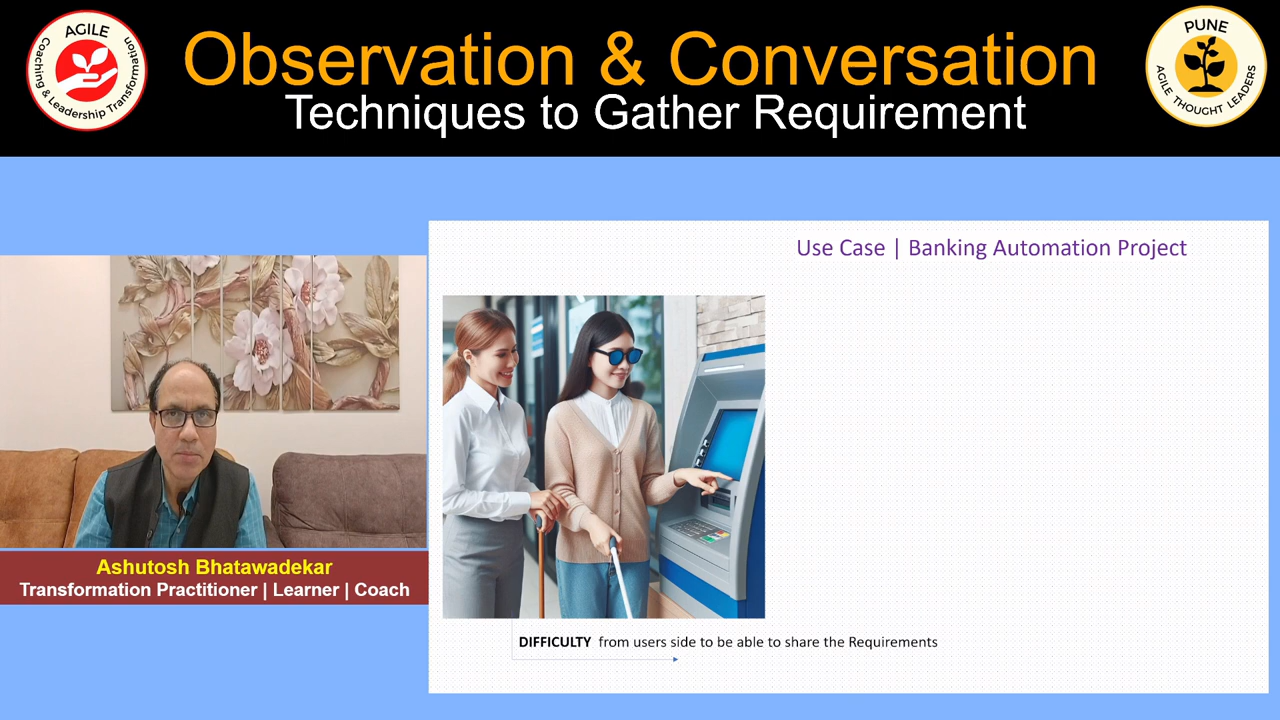 AGILE
Coaching & Leadership Transformation
Observation & Conversation
Techniques to Gather Requirement
PUNE
AGILE THOUGHT LEADERS
Use Case | Banking Automation Project
Ashutosh Bhatawadekar
Transformation Practitioner | Learner | Coach
DIFFICULTY from users side to be able to share the Requirements